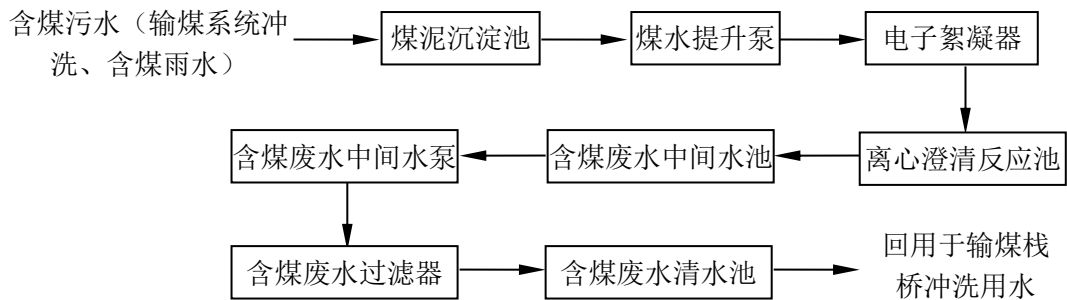 含煤污水（输煤系统冲
洗、含煤雨水）
煤泥沉淀池
煤水提升泵
电子絮凝器
离心澄清反应池
含煤废水中间水池
含煤废水中间水泵
含煤废水过滤器
含煤废水清水池
回用于输煤栈
桥冲洗用水